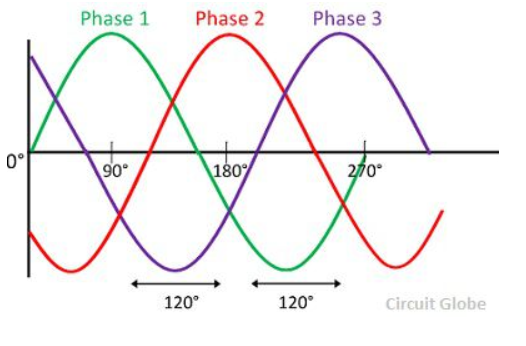 Phase 1 Phase 2 Phase 3
0° 90° 180° 270°
120° 120°
Circuit Globe